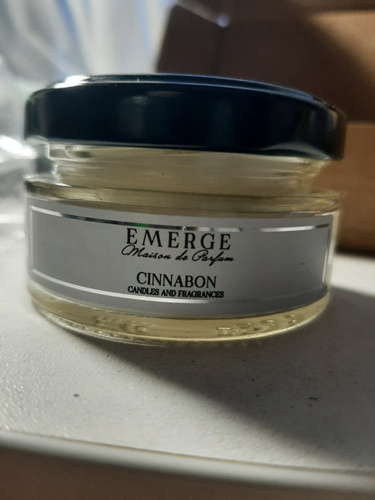 EMERGE
Maison de Parfum
CINNABON
CANDLES AND FRAGRANCES